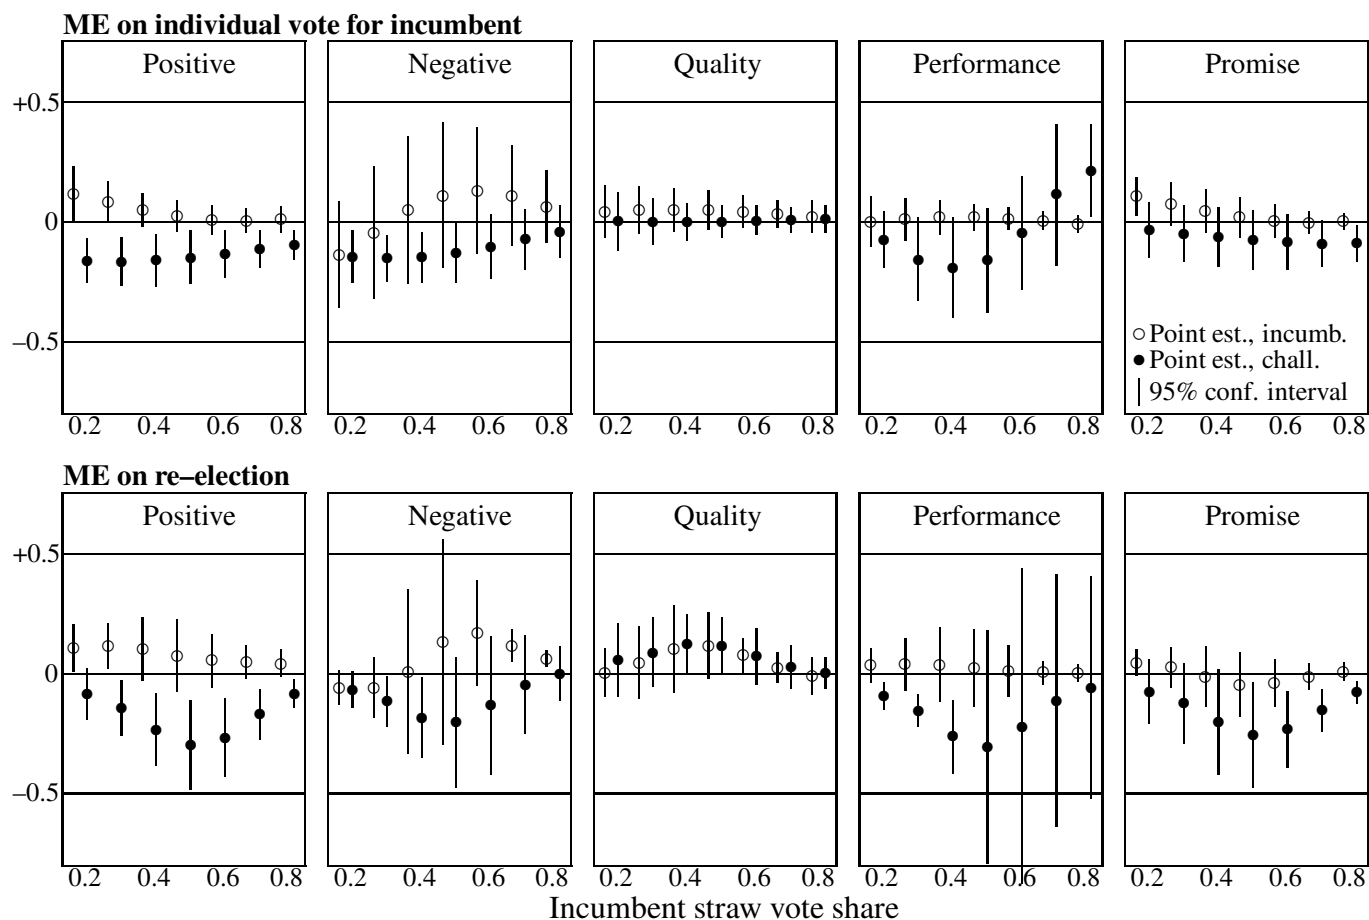 ME on individual vote for incumbent
Positive Negative Quality Performance Promise
+0.5
0
−0.5
Point est., incumb.
Point est., chall.
95% conf. interval
0.2 0.4 0.6 0.8 0.2 0.4 0.6 0.8 0.2 0.4 0.6 0.8 0.2 0.4 0.6 0.8 0.2 0.4 0.6 0.8
ME on re−election
Positive Negative Quality Performance Promise
+0.5
0
−0.5
0.2 0.4 0.6 0.8 0.2 0.4 0.6 0.8 0.2 0.4 0.6 0.8 0.2 0.4 0.6 0.8 0.2 0.4 0.6 0.8
Incumbent straw vote share